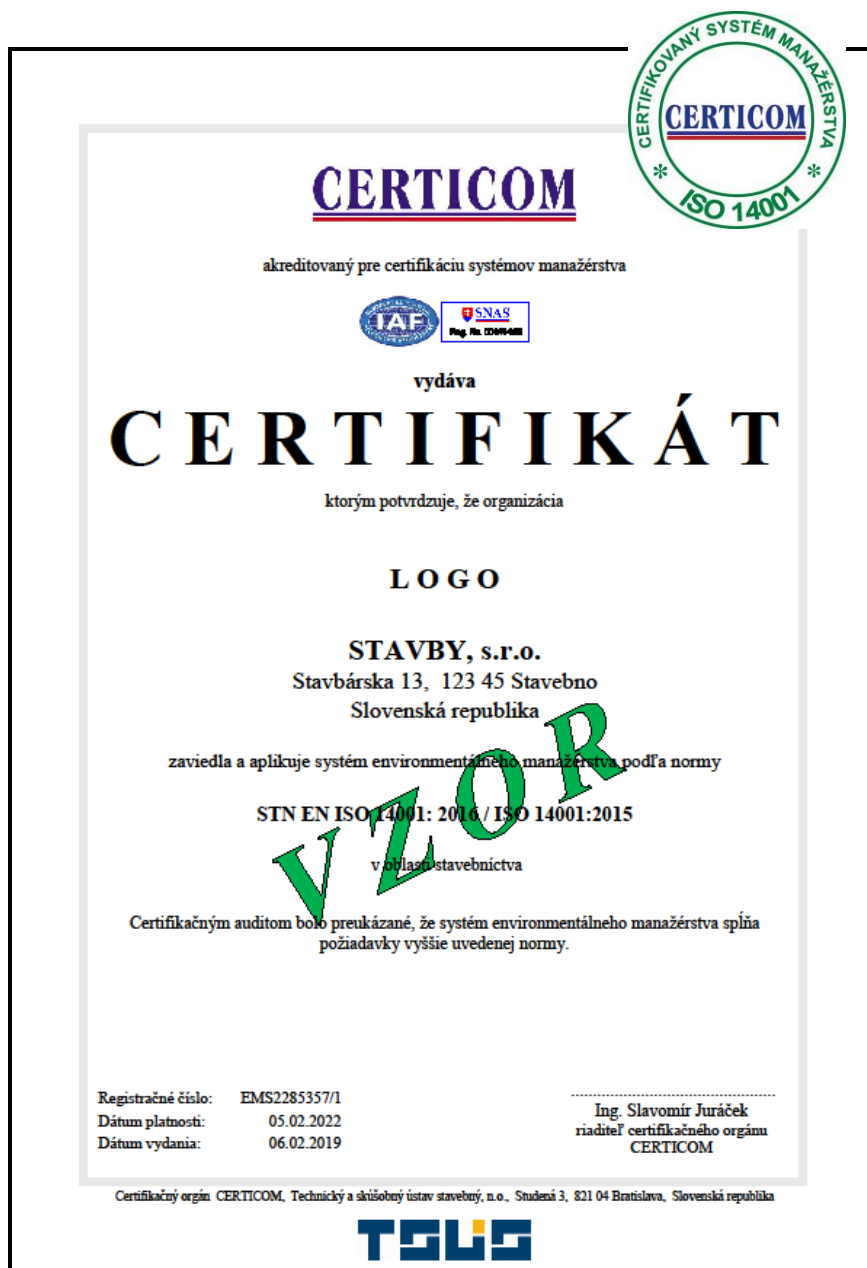 CERTIFIKOVANÝ SYSTÉM MANAŽÉRSTVA
CERTICOM
* ISO 14001 *
CERTICOM
akreditovaný pre certifikáciu systémov manažérstva
IAF
SNAS
Reg. No.
vydáva
CERTIFIKÁT
ktorým potvrdzuje, že organizácia
LOGO
STAVBY, s.r.o.
Stavbárska 13, 123 45 Stavebno
Slovenská republika
zaviedla a aplikuje systém environmentálneho manažérstva podľa normy
STN EN ISO 14001: 2016 / ISO 14001:2015
v oblasti stavebníctva
VZOR
Certifikačným auditom bolo preukázané, že systém environmentálneho manažérstva spĺňa
požiadavky vyššie uvedenej normy.
Registračné číslo: EMS2285357/1
Dátum platnosti: 05.02.2022
Dátum vydania: 06.02.2019
Ing. Slavomír Juráček
riaditeľ certifikačného orgánu
CERTICOM
Certifikačný orgán CERTICOM, Technický a skúšobný ústav stavebný, n.o., Studená 3, 821 04 Bratislava, Slovenská republika
TSÚS